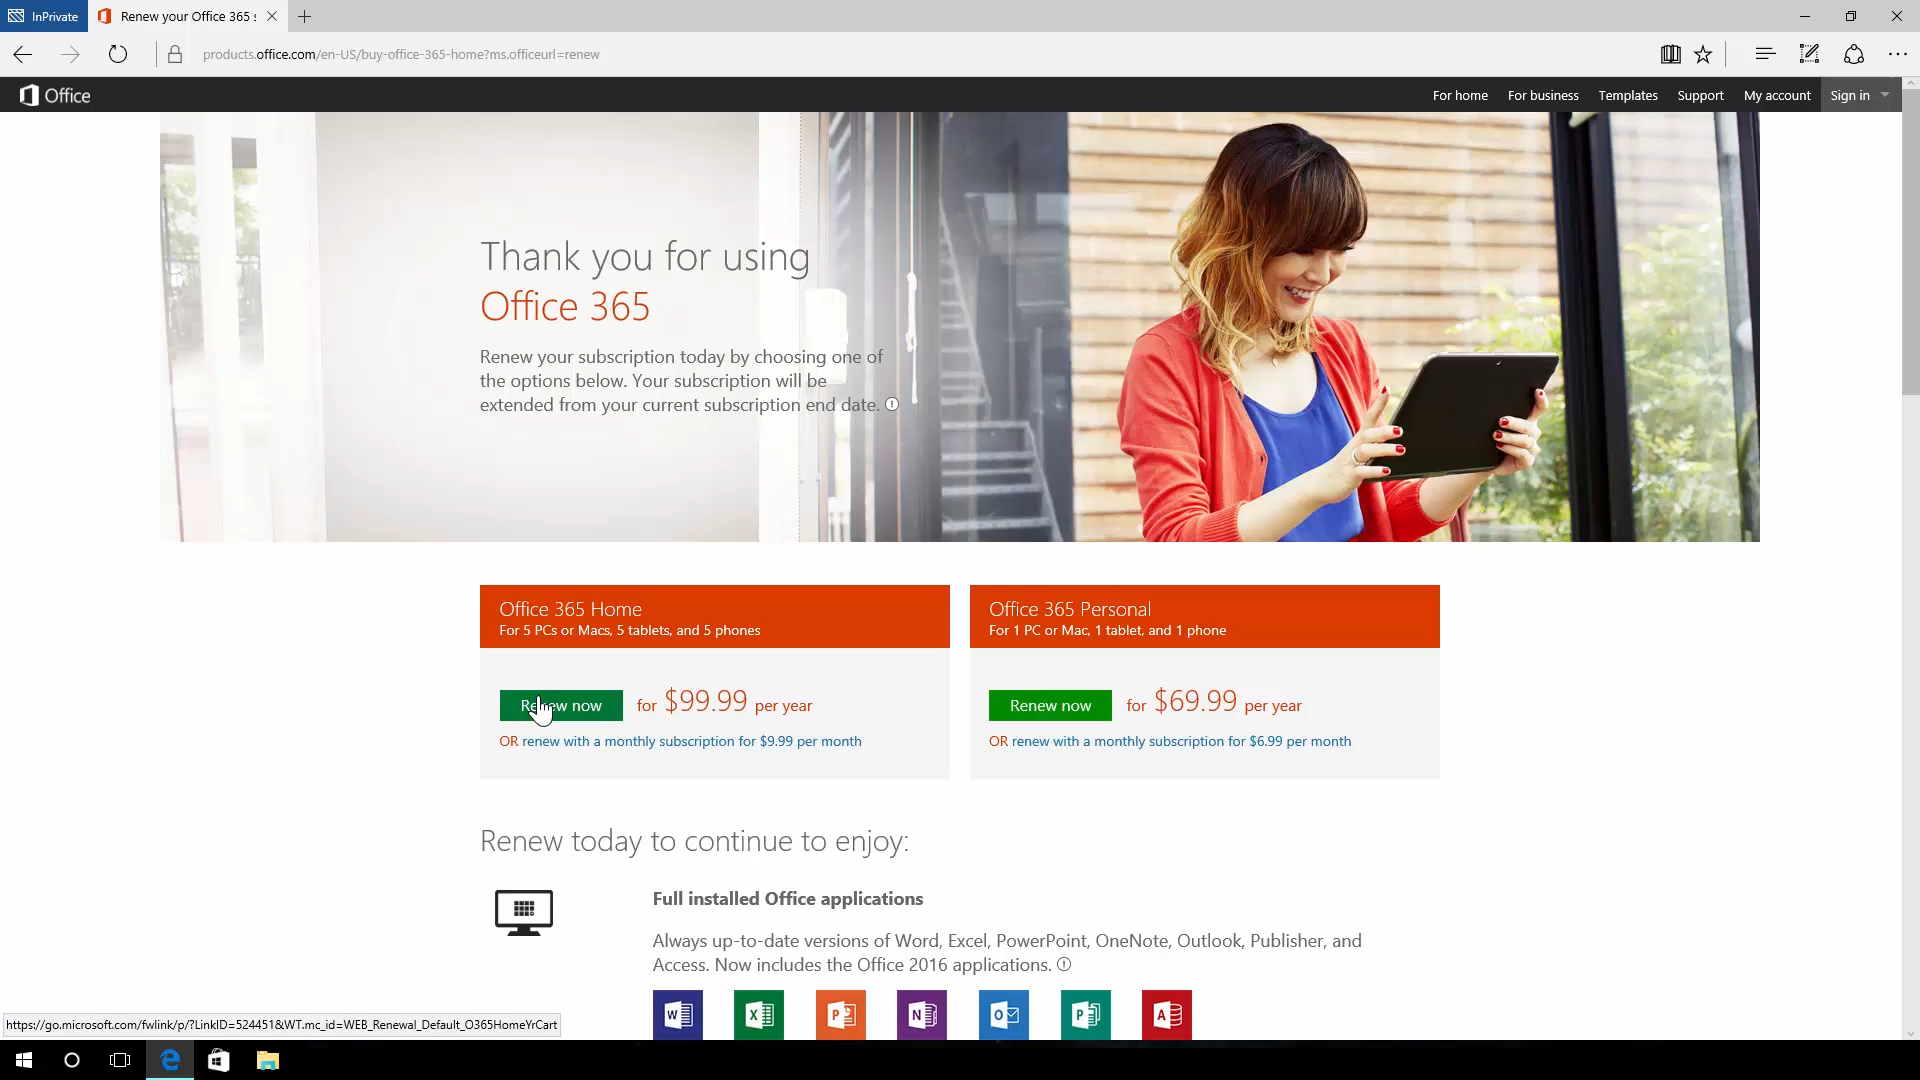 InPrivate
Renew your Office 365 s
products.office.com/en-US/buy-office-365-home?ms.officeurl=renew
Office
For home
For business
Templates
Support
My account
Sign in
Thank you for using
Office 365
Renew your subscription today by choosing one of
the options below. Your subscription will be
extended from your current subscription end date.
Office 365 Home
For 5 PCs or Macs, 5 tablets, and 5 phones
Renew now for $99.99 per year
OR renew with a monthly subscription for $9.99 per month
Office 365 Personal
For 1 PC or Mac, 1 tablet, and 1 phone
Renew now for $69.99 per year
OR renew with a monthly subscription for $6.99 per month
Renew today to continue to enjoy:
Full installed Office applications
Always up-to-date versions of Word, Excel, PowerPoint, OneNote, Outlook, Publisher, and
Access. Now includes the Office 2016 applications.
https://go.microsoft.com/fwlink/p/?LinkID=524451&WT.mc_id=WEB_Renewal_Default_O365HomeYrCart